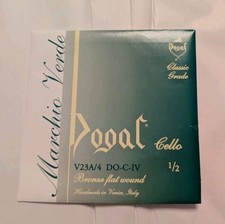 Marchio Verde
Dogal
Classic
Grade
Dogal
Cello
V23A/4 DO-C-IV
1/2
Bronze flat wound
Handmade in Venice, Italy